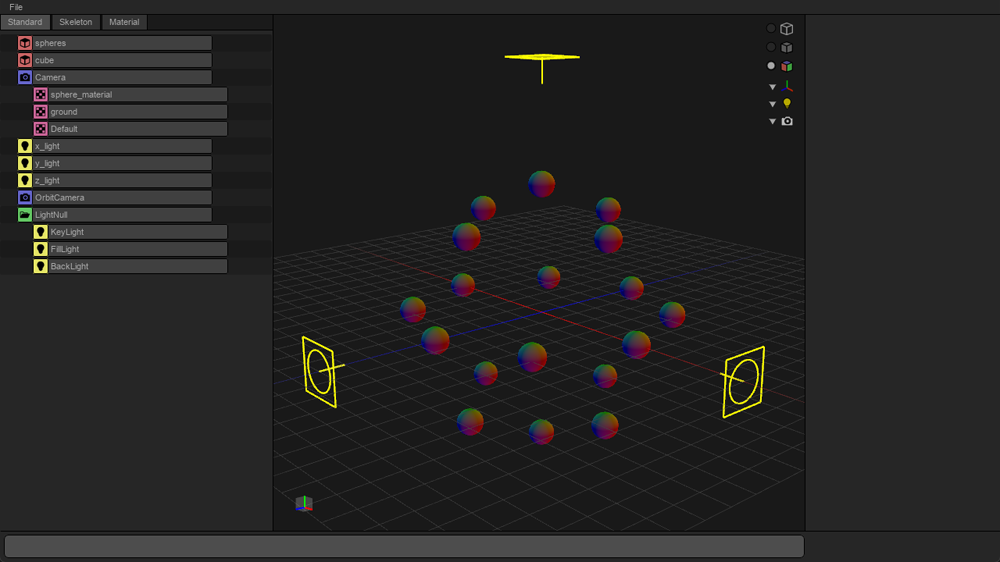 File
Standard Skeleton Material
spheres
cube
Camera
sphere_material
ground
Default
x_light
y_light
z_light
OrbitCamera
LightNull
KeyLight
FillLight
BackLight